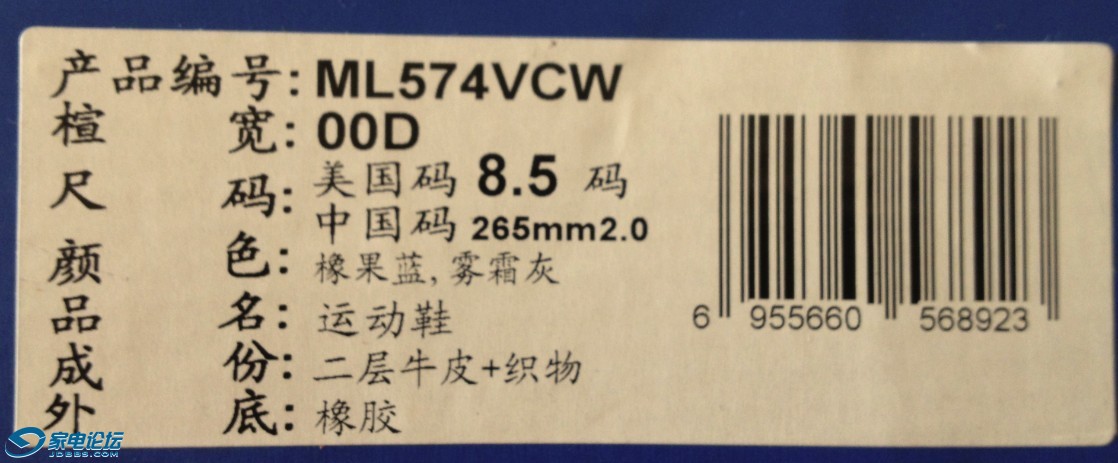 产品编号: ML574VCW
楦 宽: 00D
尺 码: 美国码 8.5 码
中国码 265mm2.0
颜 色: 橡果蓝, 雾霜灰
品 名: 运动鞋
成 份: 二层牛皮+织物
外 底: 橡胶
6 955660 568923
家电论坛
JDBBS.COM